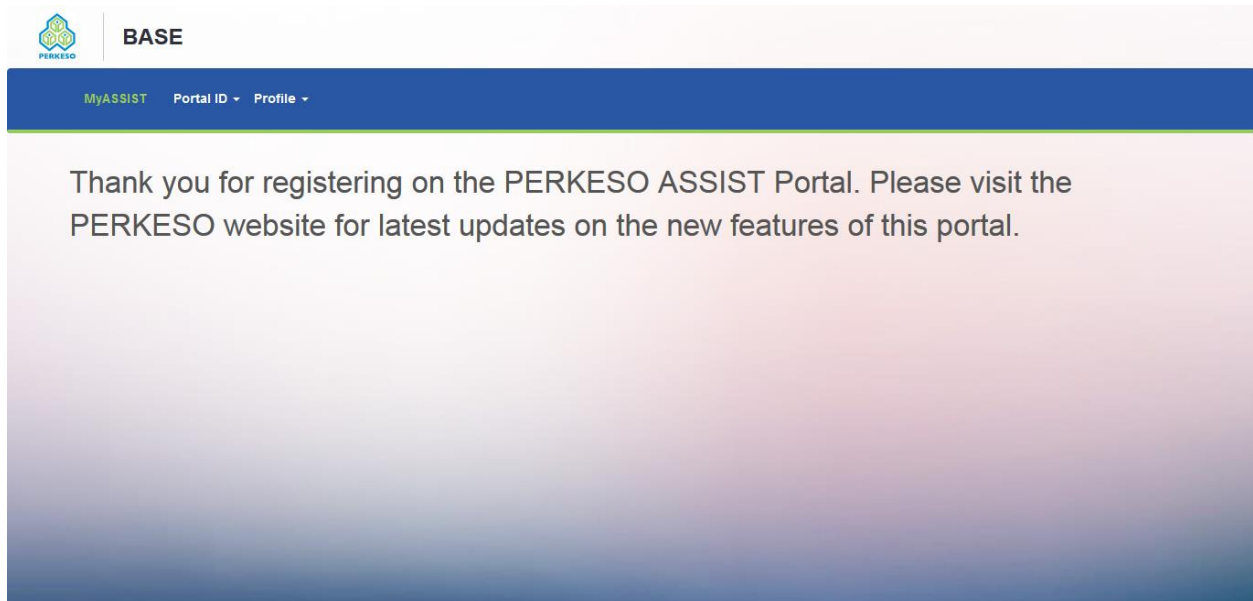 PERKESO
BASE
MyASSIST Portal ID Profile
Thank you for registering on the PERKESO ASSIST Portal. Please visit the
PERKESO website for latest updates on the new features of this portal.